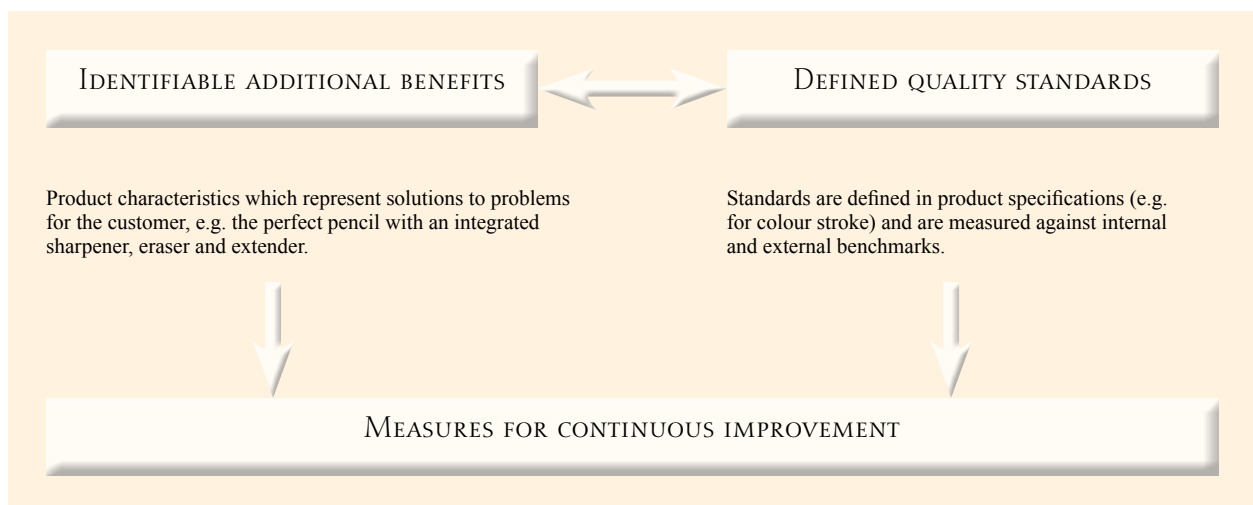 Identifiable additional benefits
Defined quality standards
Product characteristics which represent solutions to problems
for the customer, e.g. the perfect pencil with an integrated
sharpener, eraser and extender.
Standards are defined in product specifications (e.g.
for colour stroke) and are measured against internal
and external benchmarks.
Measures for continuous improvement